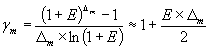 γ_m = ((1 + E)^{Δ_m} − 1) / (Δ_m × ln(1 + E)) ≈ 1 + (E × Δ_m) / 2